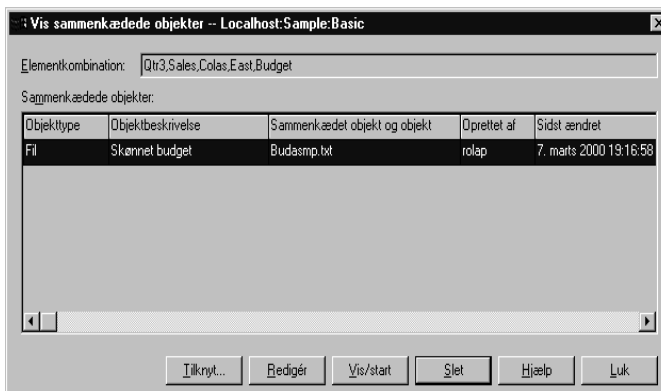 Vis sammenkædede objekter -- Localhost:Sample:Basic
Elementkombination: Qtr3,Sales,Colas,East,Budget
Sammenkædede objekter:
Objekttype Objektbeskrivelse Sammenkædet objekt og objekt Oprettet af Sidst ændret
Fil Skønnet budget Budasmp.txt rolap 7. marts 2000 19:16:58
Tilknyt... Redigér Vis/start Slet Hjælp Luk